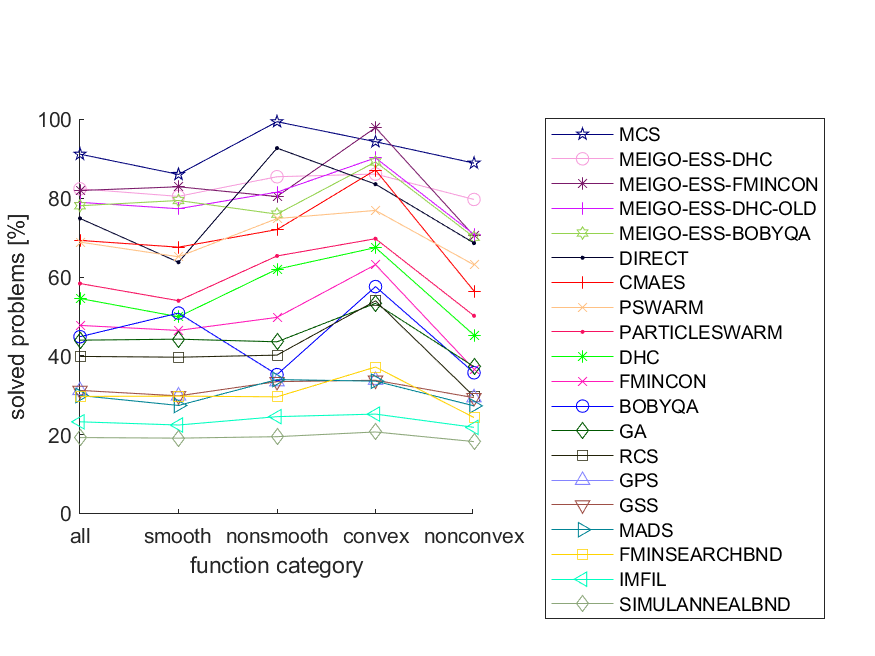 100
80
60
40
20
0
solved problems [%]
all smooth nonsmooth convex nonconvex
function category
MCS
MEIGO-ESS-DHC
MEIGO-ESS-FMINCON
MEIGO-ESS-DHC-OLD
MEIGO-ESS-BOBYQA
DIRECT
CMAES
PSWARM
PARTICLESWARM
DHC
FMINCON
BOBYQA
GA
RCS
GPS
GSS
MADS
FMINSEARCHBND
IMFIL
SIMULANNEALBND